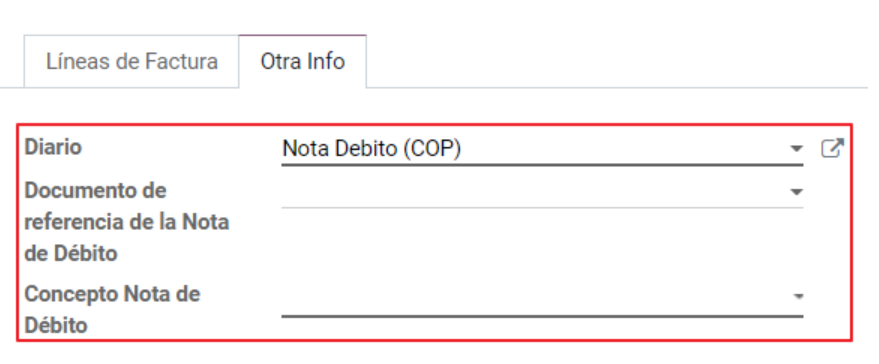 Líneas de Factura
Otra Info
Diario
Nota Debito (COP)
Documento de
referencia de la Nota
de Débito
Concepto Nota de
Débito